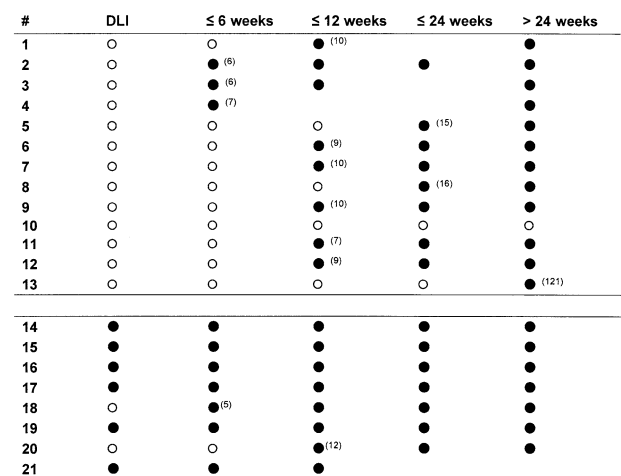 # DLI ≤ 6 weeks ≤ 12 weeks ≤ 24 weeks > 24 weeks
1 ○ ○ ● (10) ●
2 ○ ● (6) ● ● ●
3 ○ ● (6) ● ●
4 ○ ● (7) ●
5 ○ ○ ○ ● (15) ●
6 ○ ○ ● (9) ● ●
7 ○ ○ ● (10) ● ●
8 ○ ○ ○ ● (16) ●
9 ○ ○ ● (10) ● ●
10 ○ ○ ○ ○ ○
11 ○ ○ ● (7) ● ●
12 ○ ○ ● (9) ● ●
13 ○ ○ ○ ○ ● (121)
14 ● ● ● ● ●
15 ● ● ● ● ●
16 ● ● ● ● ●
17 ● ● ● ● ●
18 ○ ● (5) ● ● ●
19 ● ● ● ● ●
20 ○ ○ ● (12) ● ●
21 ● ● ●